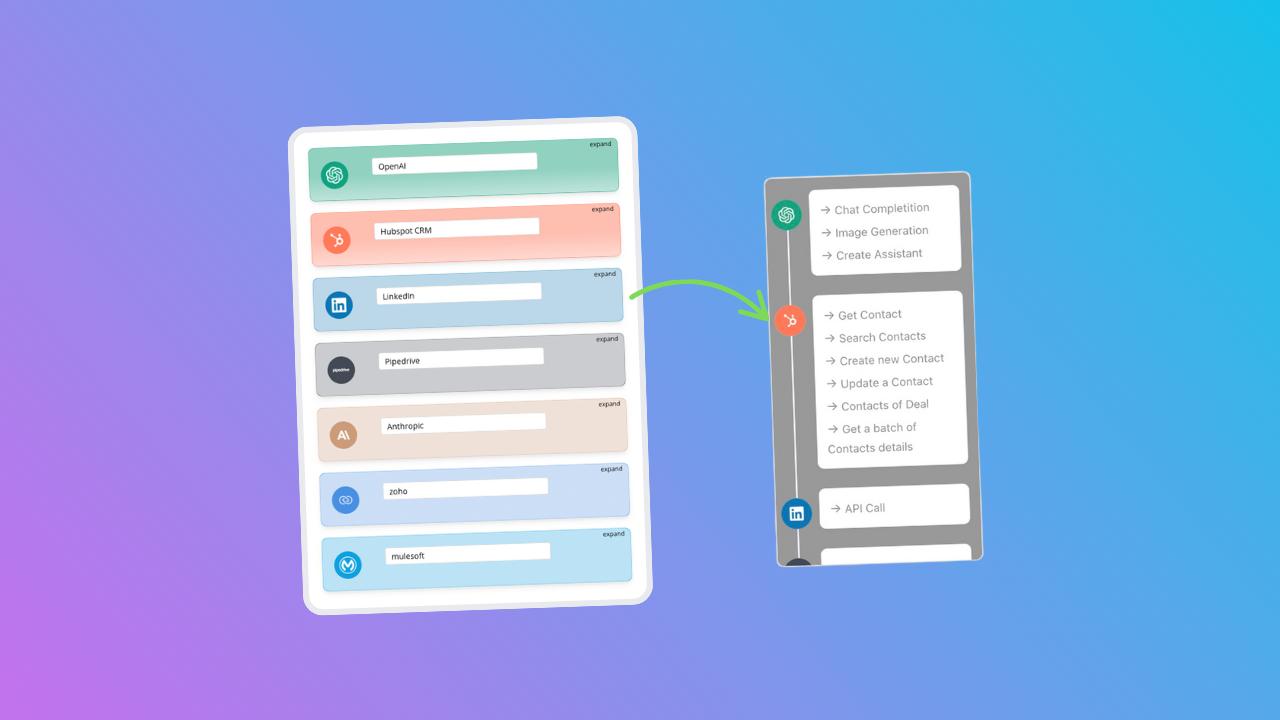 expand
OpenAI
expand
Hubspot CRM
expand
LinkedIn
expand
pipedrive
Pipedrive
expand
Anthropic
expand
zoho
expand
mulesoft
→ Chat Completition
→ Image Generation
→ Create Assistant
→ Get Contact
→ Search Contacts
→ Create new Contact
→ Update a Contact
→ Contacts of Deal
→ Get a batch of
Contacts details
in
→ API Call